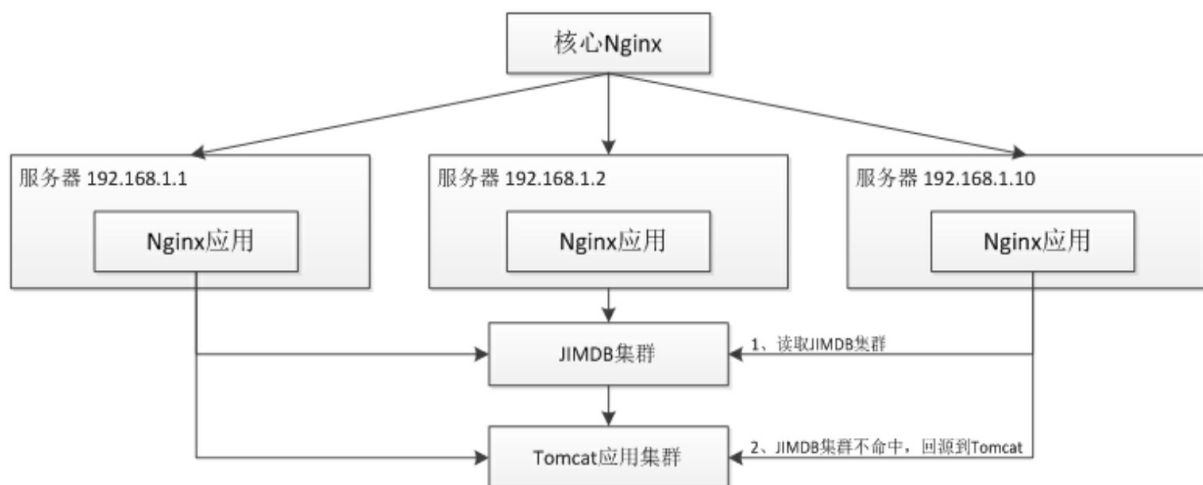 核心Nginx
服务器 192.168.1.1
服务器 192.168.1.2
服务器 192.168.1.10
Nginx应用
Nginx应用
Nginx应用
JIMDB集群
1、读取JIMDB集群
Tomcat应用集群
2、JIMDB集群不命中，回源到Tomcat